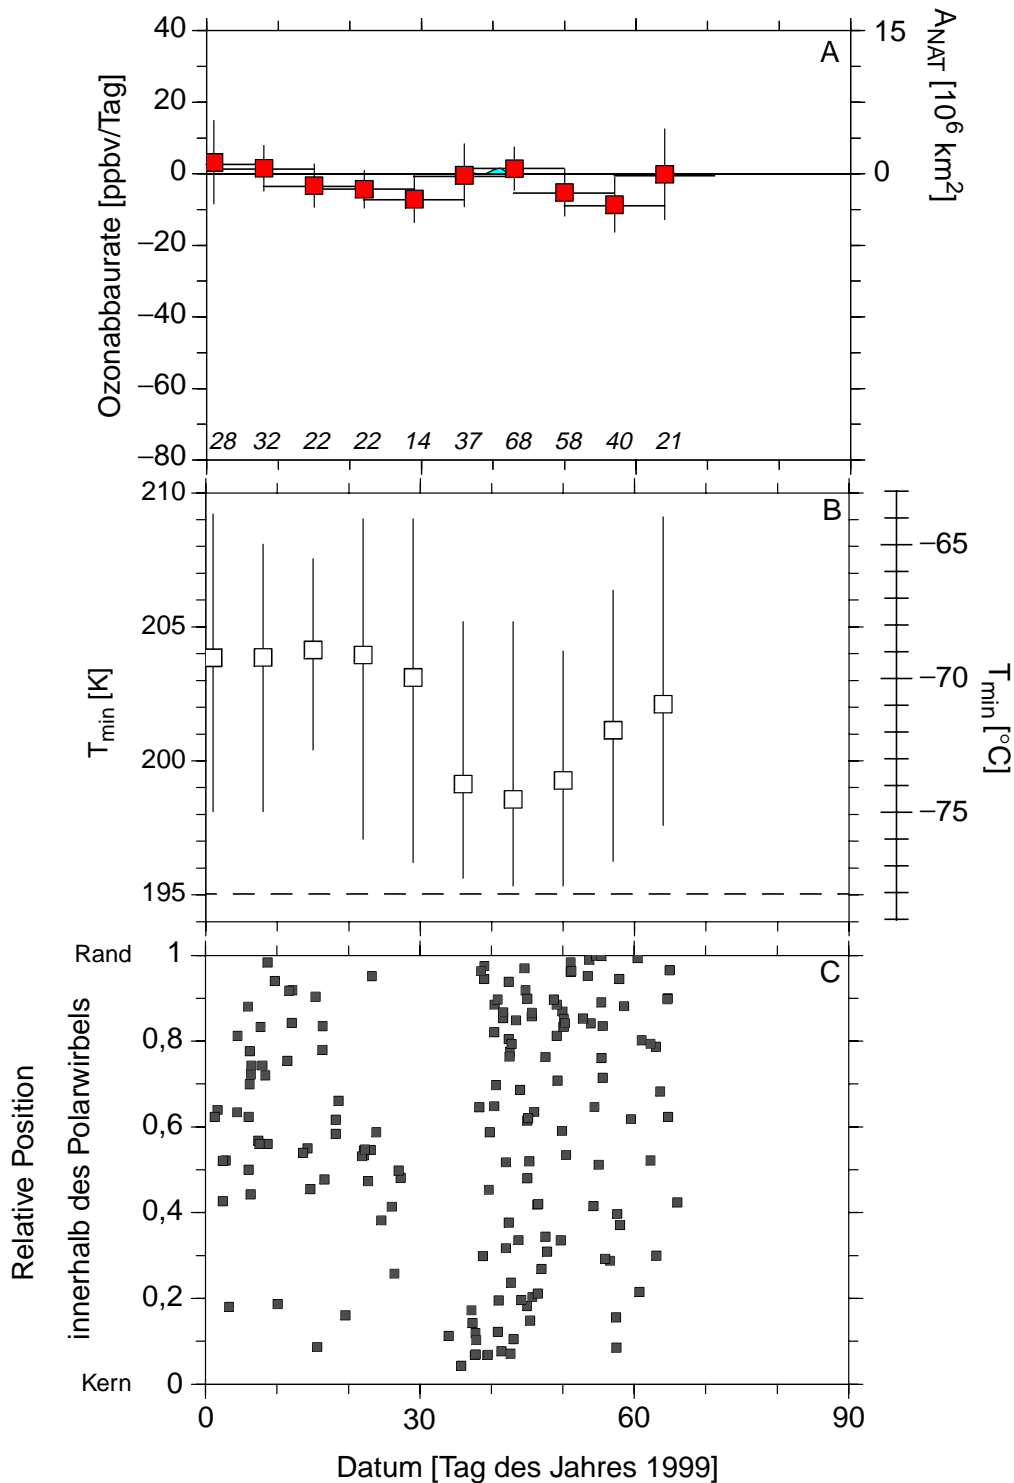 A
Ozonabbaurate [ppbv/Tag]
40
20
0
−20
−40
−60
−80
15
0
A_NAT [10^6 km^2]
28 32 22 22 14 37 68 58 40 21
B
T_min [K]
210
205
200
195
−65
−70
−75
T_min [°C]
C
Relative Position
innerhalb des Polarwirbels
Rand
1
0,8
0,6
0,4
0,2
0
Kern
0 30 60 90
Datum [Tag des Jahres 1999]